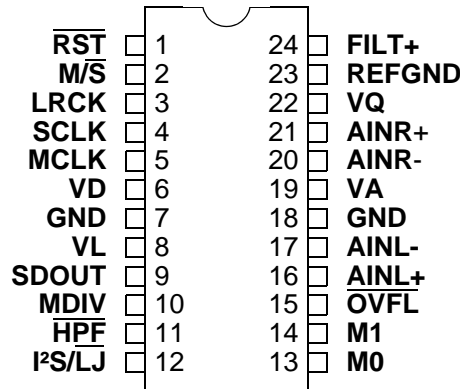 RST 1 24 FILT+
M/S 2 23 REFGND
LRCK 3 22 VQ
SCLK 4 21 AINR+
MCLK 5 20 AINR-
VD 6 19 VA
GND 7 18 GND
VL 8 17 AINL-
SDOUT 9 16 AINL+
MDIV 10 15 OVFL
HPF 11 14 M1
I²S/LJ 12 13 M0